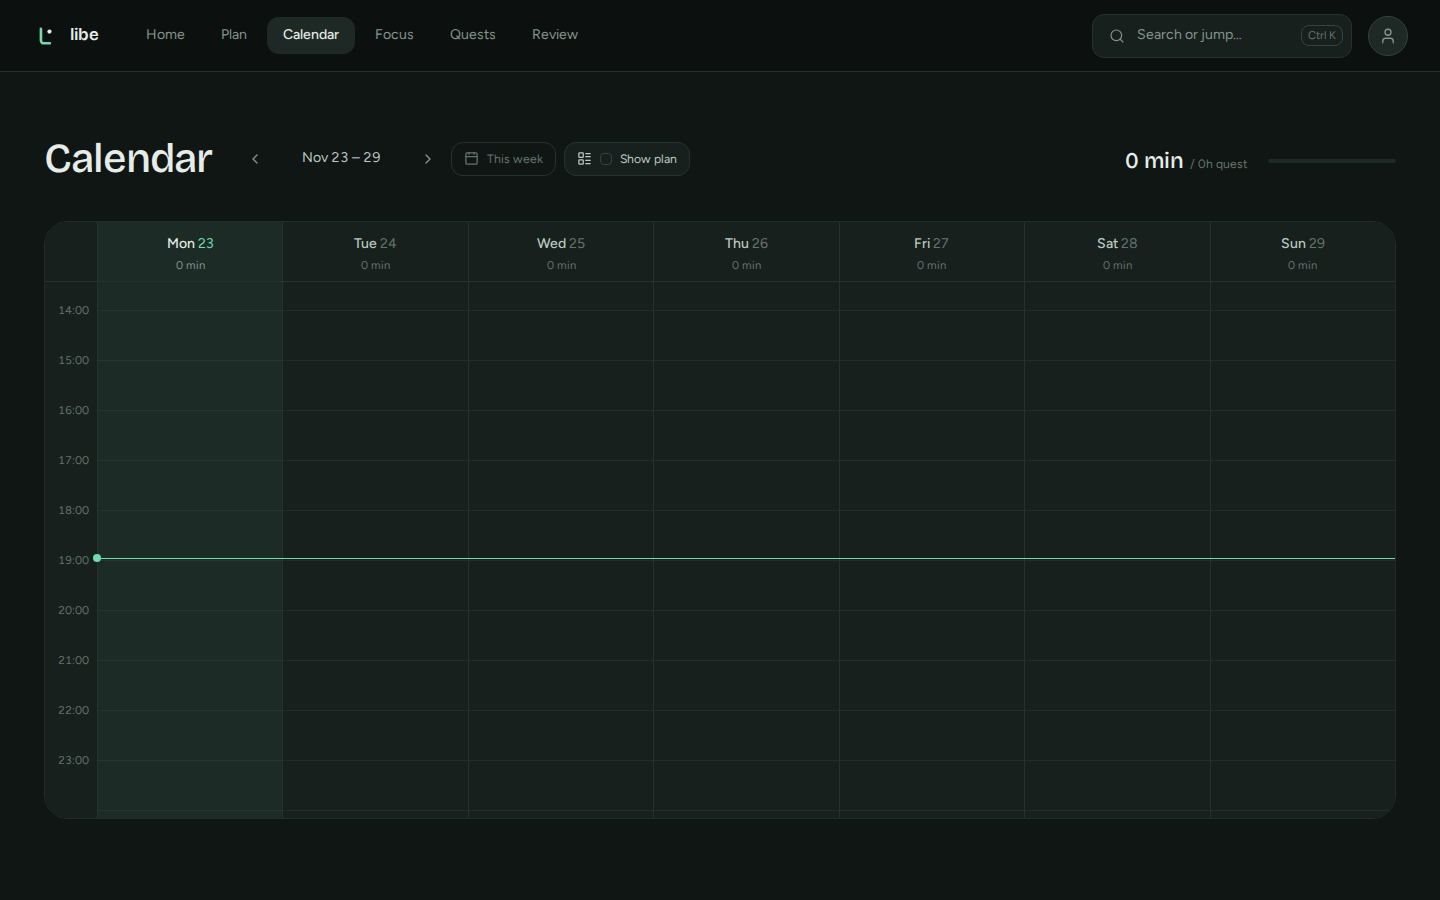 libe Home Plan Calendar Focus Quests Review Search or jump... Ctrl K
Calendar Nov 23 – 29 This week Show plan 0 min / 0h quest
Mon 23 Tue 24 Wed 25 Thu 26 Fri 27 Sat 28 Sun 29
0 min 0 min 0 min 0 min 0 min 0 min 0 min
14:00
15:00
16:00
17:00
18:00
19:00
20:00
21:00
22:00
23:00